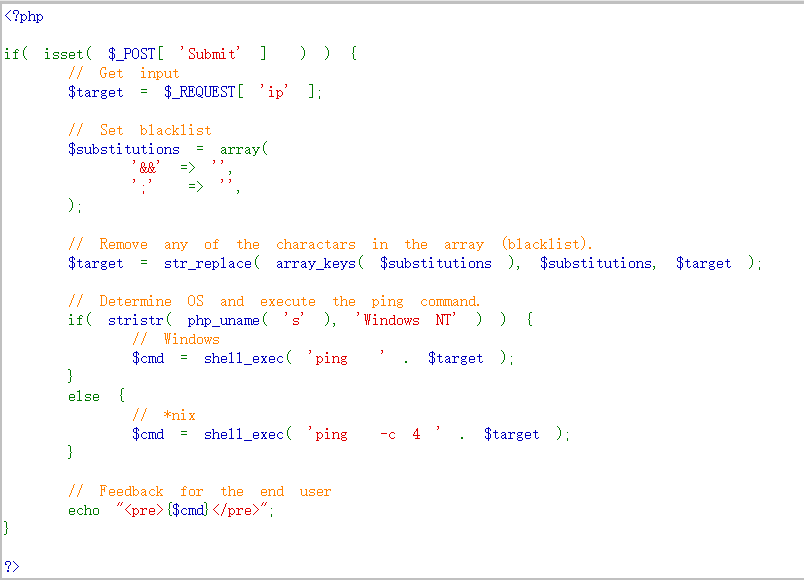 <?php
if( isset( $_POST[ 'Submit' ] ) ) {
// Get input
$target = $_REQUEST[ 'ip' ];
// Set blacklist
$substitutions = array(
'&&' => '',
';' => '',
);
// Remove any of the charactars in the array (blacklist).
$target = str_replace( array_keys( $substitutions ), $substitutions, $target );
// Determine OS and execute the ping command.
if( stristr( php_uname( 's' ), 'Windows NT' ) ) {
// Windows
$cmd = shell_exec( 'ping ' . $target );
}
else {
// *nix
$cmd = shell_exec( 'ping -c 4 ' . $target );
}
// Feedback for the end user
echo "<pre>{$cmd}</pre>";
}
?>